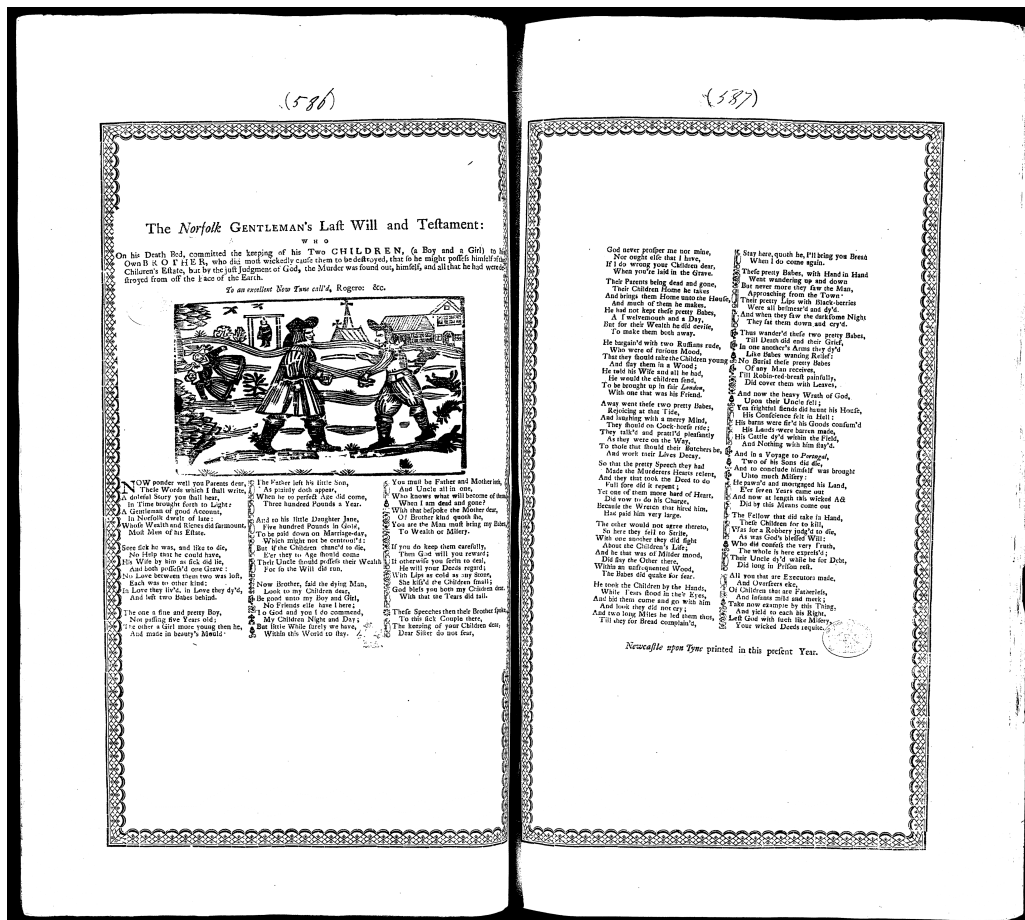 (586)
The Norfolk GENTLEMAN's Laſt Will and Teſtament:
WHO
On his Death Bed, committed the keeping of his Two CHILDREN, (a Boy and a Girl) to his
Own BROTHER, who did moſt wickedly cauſe them to be deſtroyed, that ſo he might poſſeſs himſelf of the
Children's Eſtate, but by the juſt Judgment of God, the Murder was found out, himſelf, and all that he had were de-
ſtroyed from off the Face of the Earth.
To an excellent New Tune call'd, Rogero: &c.
NOW ponder well you Parents dear,
Theſe Words which I ſhall write,
A doleful Story you ſhall hear,
In Time brought forth to Light:
A Gentleman of good Account,
In Norfolk dwelt of late:
Whoſe Wealth and Riches did ſurmount,
Moſt Men of his Eſtate.
Sore ſick he was, and like to die,
No Help that he could have,
His Wife by him as ſick did lie,
And both poſſeſs'd one Grave:
No Love between them two was loſt,
Each was to other kind;
In Love they liv'd, in Love they dy'd,
And left two Babes behind.
The one a fine and pretty Boy,
Not paſſing five Years old;
The other a Girl more young then he,
And made in beauty's Mould
The Father left his little Son,
As plainly doth appear,
When he to perfect Age did come,
Three hundred Pounds a Year.
And to his little Daughter Jane,
Five hundred Pounds in Gold,
To be paid down on Marriage-day,
Which might not be controul'd:
But if the Children chanc'd to die,
E'er they to Age ſhould come
Their Uncle ſhould poſſeſs their Wealth
For ſo the Will did run.
Now Brother, ſaid the dying Man,
Look to my Children dear,
Be good unto my Boy and Girl,
No Friends elſe have I here;
To God and you I do commend,
My Children Night and Day;
But little While ſurely we have,
Within this World to ſtay.
You muſt be Father and Mother both,
And Uncle all in one,
Who knows what will become of them
When I am dead and gone?
With that beſpoke the Mother dear,
O! Brother kind quoth ſhe,
You are the Man muſt bring my Babes,
To Wealth or Miſery.
If you do keep them carefully,
Then God will you reward;
If otherwiſe you ſeem to deal,
He will your Deeds regard;
With Lips as cold as any ſtone,
She kiſs'd the Children ſmall;
God bleſs you both my Children dear,
With that the Tears did fall.
Theſe Speeches then their Brother ſpoke,
To this ſick Couple there,
The keeping of your Children dear,
Dear Siſter do not fear,
(587)
God never proſper me nor mine,
Nor ought elſe that I have,
If I do wrong your Children dear,
When you're laid in the Grave.
Their Parents being dead and gone,
Their Children Home he takes
And brings them Home unto the Houſe,
And much of them he makes,
He had not kept theſe pretty Babes,
A Twelvemonth and a Day,
But for their Wealth he did deviſe,
To make them both away.
He bargain'd with two Ruffians rude,
Who were of furious Mood,
That they ſhould take the Children young
And ſlay them in a Wood;
He told his Wife and all he had,
He would the children ſend,
To be brought up in fair London,
With one that was his Friend.
Away went theſe two pretty Babes,
Rejoicing at that Tide,
And laughing with a merry Mind,
They ſhould on Cock-horſe ride;
They talk'd and prattl'd pleaſantly
As they were on the Way,
To thoſe that ſhould their Butchers be,
And work their Lives Decay.
So that the pretty Speech they had
Made the Murderers Hearts relent,
And they that took the Deed to do
Full ſore did it repent;
Yet one of them more hard of Heart,
Did vow to do his Charge,
Becauſe the Wretch that hired him,
Has paid him very large.
The other would not agree thereto,
So here they fell to Strife,
With one another they did fight
About the Children's Life;
And he that was of Milder mood,
Did ſlay the Other there,
Within an unfrequented Wood,
The Babes did quake for fear.
He took the Children by the Hands,
While Tears ſtood in their Eyes,
And bid them come and go with him
And look they did not cry;
And two long Miles he led them thus,
Till they for Bread complain'd,
Stay here, quoth he, I'll bring you Bread
When I do come again.
Theſe pretty Babes, with Hand in Hand
Went wandering up and down
But never more they ſaw the Man,
Approaching from the Town
Their pretty Lips with Black-berries
Were all beſmear'd and dy'd.
And when they ſaw the darkſome Night
They ſat them down and cry'd.
Thus wander'd theſe two pretty Babes,
Till Death did end their Grief,
In one another's Arms they dy'd
Like Babes wanting Relief:
No Burial theſe pretty Babes
Of any Man receives,
Till Robin-red-breaſt painfully,
Did cover them with Leaves,
And now the heavy Wrath of God,
Upon their Uncle fell;
Yea frightful fiends did haunt his Houſe,
His Conſcience felt in Hell:
His barns were fir'd his Goods conſum'd
His Lands were barren made,
His Cattle dy'd within the Field,
And Nothing with him ſtay'd.
And in a Voyage to Portugal,
Two of his Sons did die,
And to conclude himſelf was brought
Unto much Miſery:
He pawn'd and mortgaged his Land,
E'er ſeven Years came out
And now at length this wicked Act
Did by this Means come out
The Fellow that did take in Hand,
Theſe Children for to kill,
Was for a Robbery judg'd to die,
As was God's bleſſed Will:
Who did confeſs the very Truth,
The whole is here expreſs'd;
Their Uncle dy'd while he for Debt,
Did long in Priſon reſt.
All you that are Executors made,
And Overſeers eke,
Of Children that are Fatherleſs,
And infants mild and meek;
Take now example by this Thing,
And yield to each his Right,
Leſt God with ſuch like Miſery,
Your wicked Deeds requite.
Newcaſtle upon Tyne printed in this preſent Year.